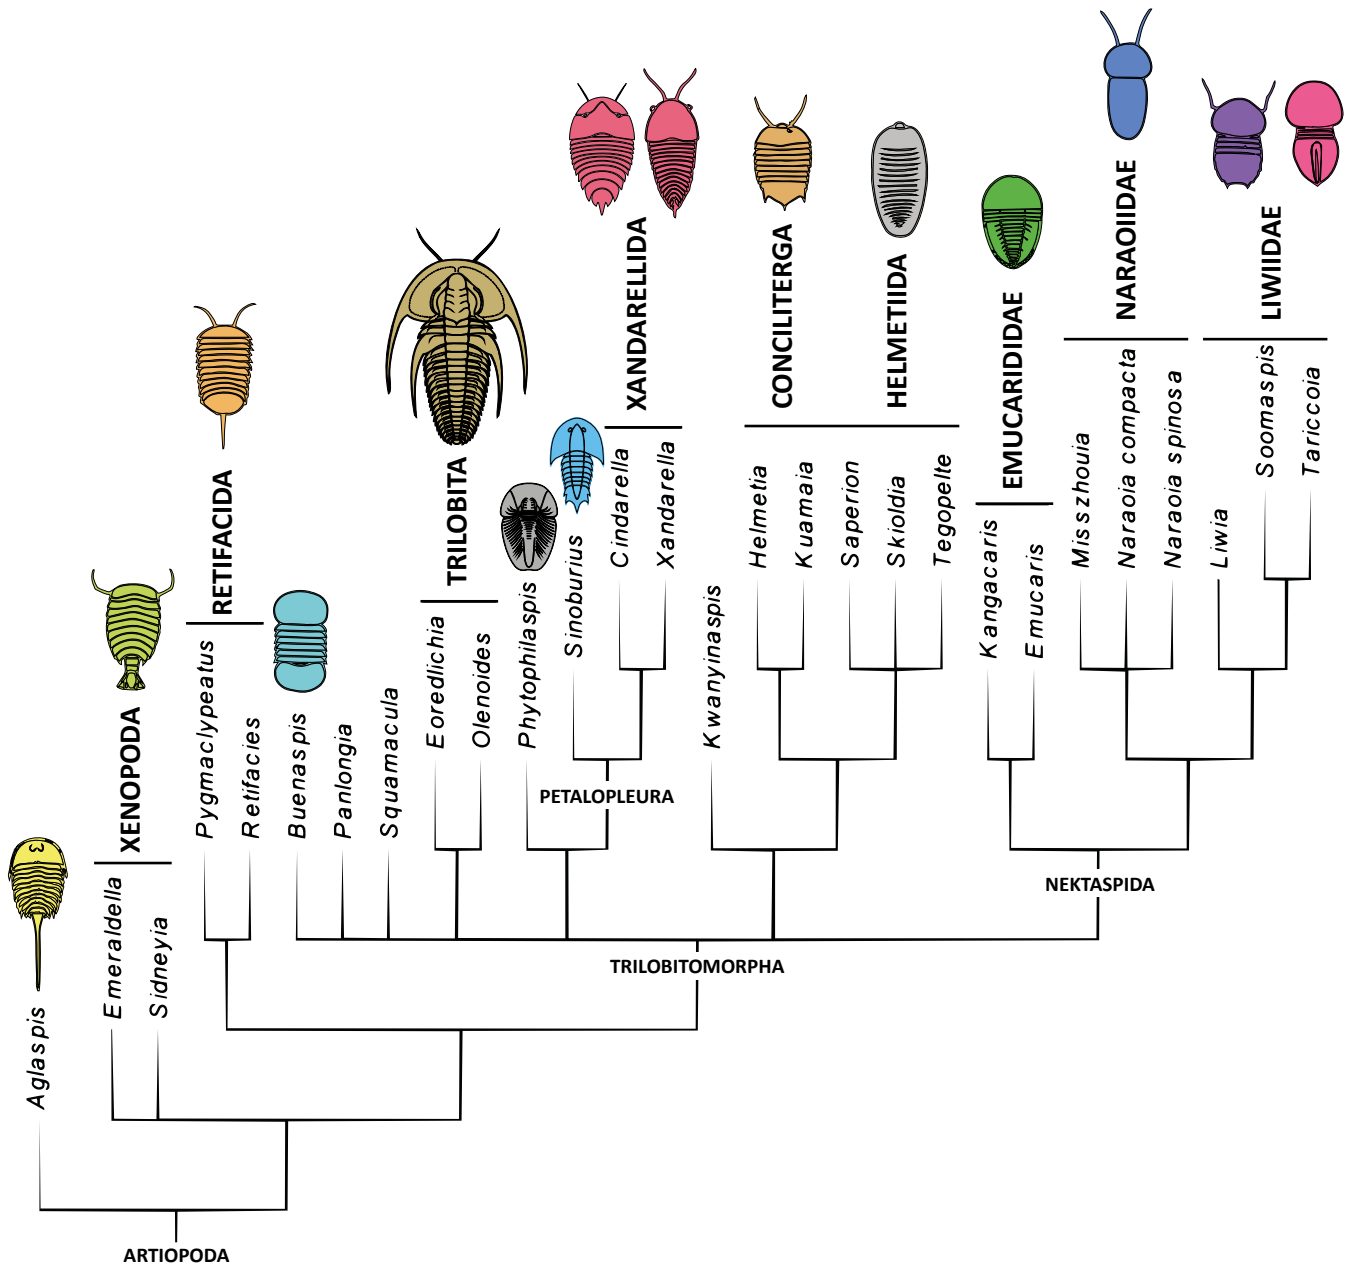 XENOPODA
RETIFACIDA
TRILOBITA
XANDARELLIDA
CONCILITERGA
HELMETIIDA
EMUCARIDIDAE
NARAOIIDAE
LIWIIDAE
Aglaspis
Emeraldella
Sidneyia
Pygmaclypeatus
Retifacies
Buenaspis
Panlongia
Squamacula
Eoredlichia
Olenoides
Phytophilaspis
Sinoburius
Cindarella
Xandarella
Kwanyinaspis
Helmetia
Kuamaia
Saperion
Skioldia
Tegopelte
Kangacaris
Emucaris
Misszhouia
Naraoia compacta
Naraoia spinosa
Liwia
Soomaspis
Tariccoia
PETALOPLEURA
NEKTASPIDA
TRILOBITOMORPHA
ARTIOPODA